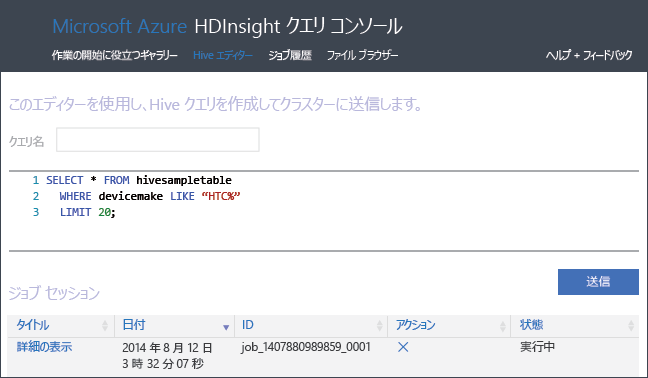 Microsoft Azure HDInsight クエリ コンソール
作業の開始に役立つギャラリー Hive エディター ジョブ履歴 ファイル ブラウザー ヘルプ + フィードバック
このエディターを使用し、Hive クエリを作成してクラスターに送信します。
クエリ名
1 SELECT * FROM hivesampletable
2 WHERE devicemake LIKE “HTC%”
3 LIMIT 20;
送信
ジョブ セッション
タイトル 日付 ID アクション 状態
詳細の表示 2014 年 8 月 12 日 job_1407880989859_0001 実行中
3 時 32 分 07 秒